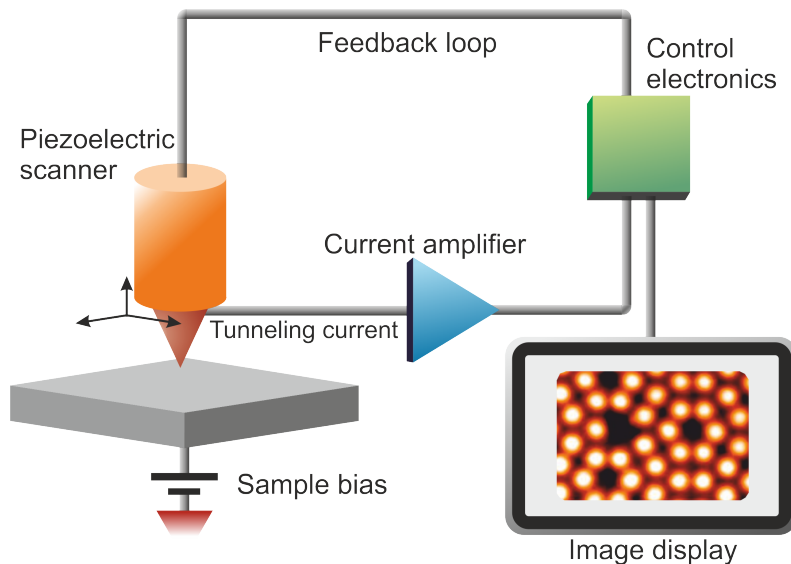 Feedback loop
Control
electronics
Piezoelectric
scanner
Current amplifier
Tunneling current
Sample bias
Image display